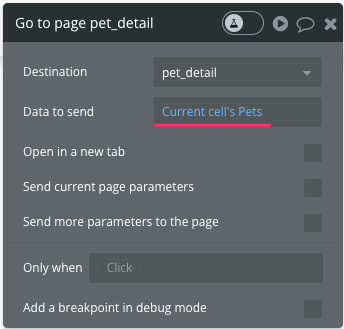 Go to page pet_detail
Destination
pet_detail
Data to send
Current cell's Pets
Open in a new tab
Send current page parameters
Send more parameters to the page
Only when
Click
Add a breakpoint in debug mode